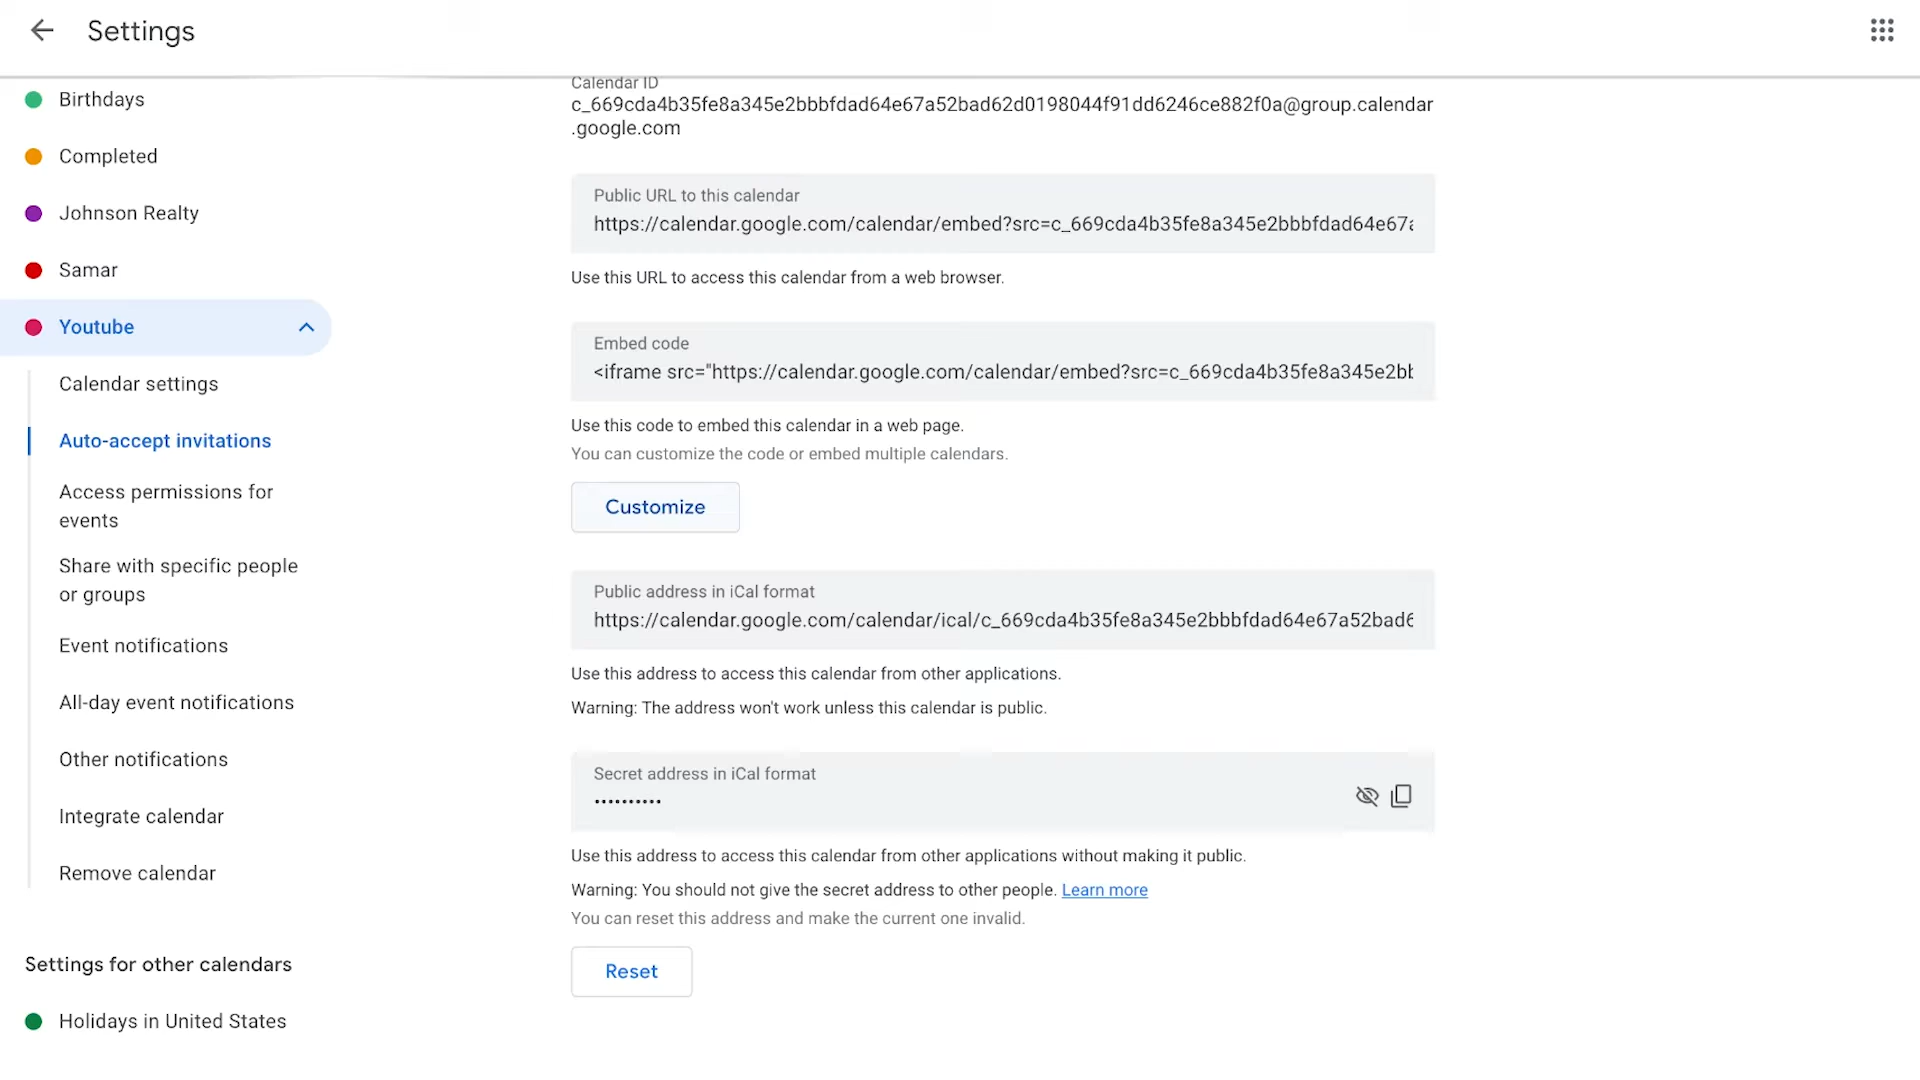 Settings
Birthdays
Completed
Johnson Realty
Samar
Youtube
Calendar settings
Auto-accept invitations
Access permissions for
events
Share with specific people
or groups
Event notifications
All-day event notifications
Other notifications
Integrate calendar
Remove calendar
Settings for other calendars
Holidays in United States
Calendar ID
c_669cda4b35fe8a345e2bbbfdad64e67a52bad62d0198044f91dd6246ce882f0a@group.calendar
.google.com
Public URL to this calendar
https://calendar.google.com/calendar/embed?src=c_669cda4b35fe8a345e2bbbfdad64e67a
Use this URL to access this calendar from a web browser.
Embed code
<iframe src="https://calendar.google.com/calendar/embed?src=c_669cda4b35fe8a345e2bb
Use this code to embed this calendar in a web page.
You can customize the code or embed multiple calendars.
Customize
Public address in iCal format
https://calendar.google.com/calendar/ical/c_669cda4b35fe8a345e2bbbfdad64e67a52bad6
Use this address to access this calendar from other applications.
Warning: The address won't work unless this calendar is public.
Secret address in iCal format
••••••••••
Use this address to access this calendar from other applications without making it public.
Warning: You should not give the secret address to other people. Learn more
You can reset this address and make the current one invalid.
Reset